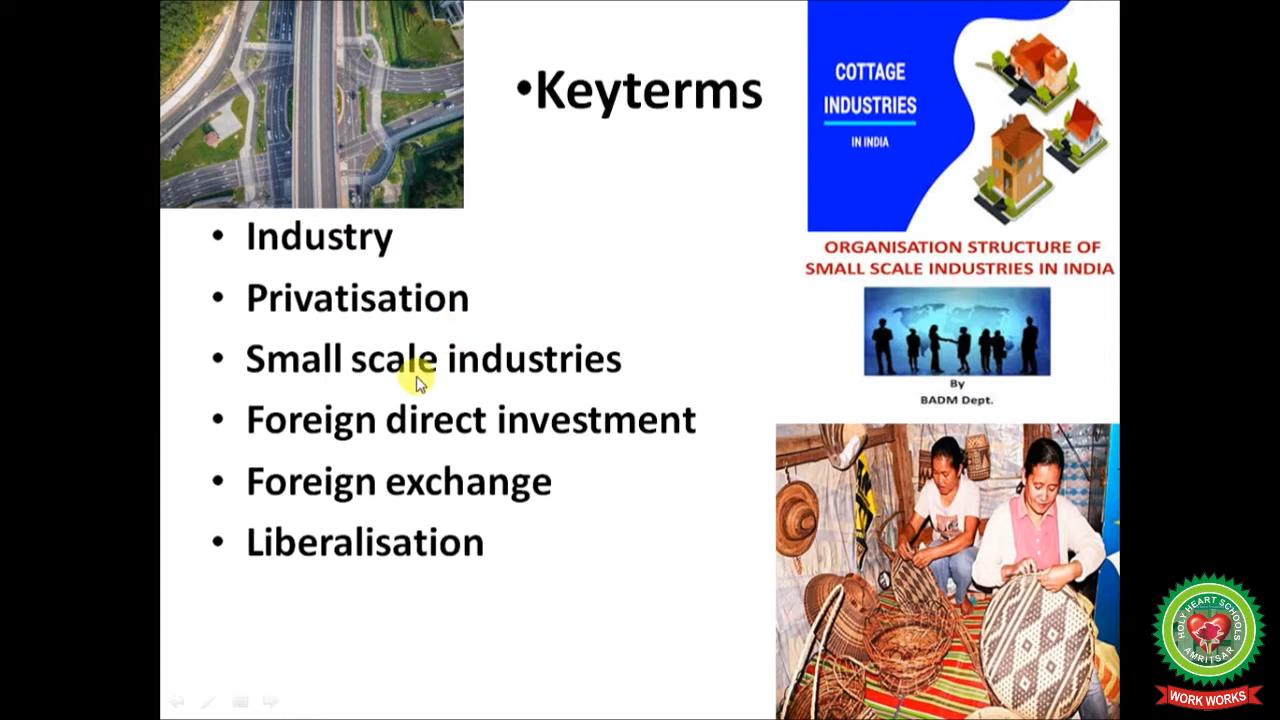 •Keyterms
• Industry
• Privatisation
• Small scale industries
• Foreign direct investment
• Foreign exchange
• Liberalisation
COTTAGE
INDUSTRIES
IN INDIA
ORGANISATION STRUCTURE OF
SMALL SCALE INDUSTRIES IN INDIA
By
BADM Dept.
HOLY HEART SCHOOLS
AMRITSAR
WORK WORKS